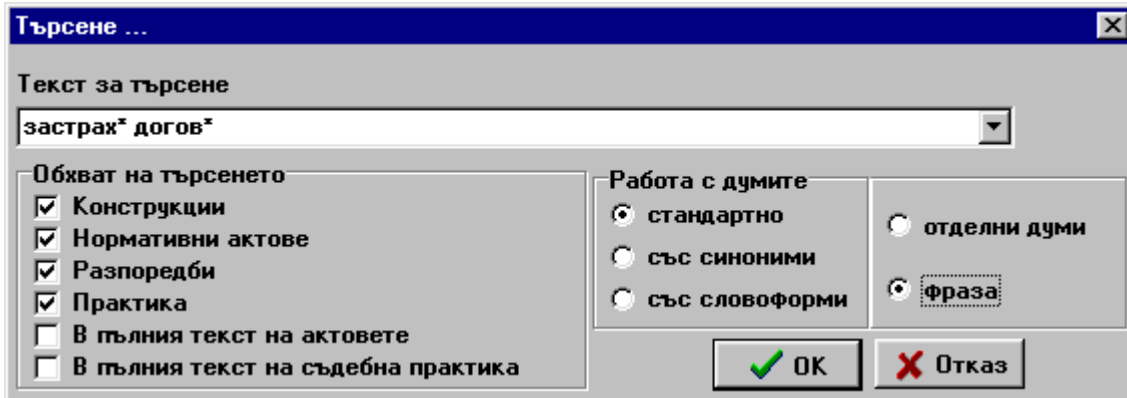 Търсене ...
Текст за търсене
застрах* догов*
Обхват на търсенето
Конструкции
Нормативни актове
Разпоредби
Практика
В пълния текст на актовете
В пълния текст на съдебна практика
Работа с думите
стандартно
със синоними
със словоформи
отделни думи
фраза
OK
Отказ